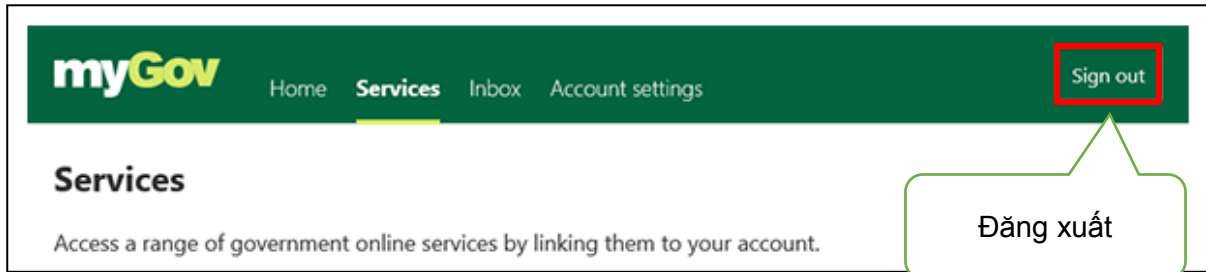 myGov Home Services Inbox Account settings Sign out
Services
Access a range of government online services by linking them to your account.
Đăng xuất